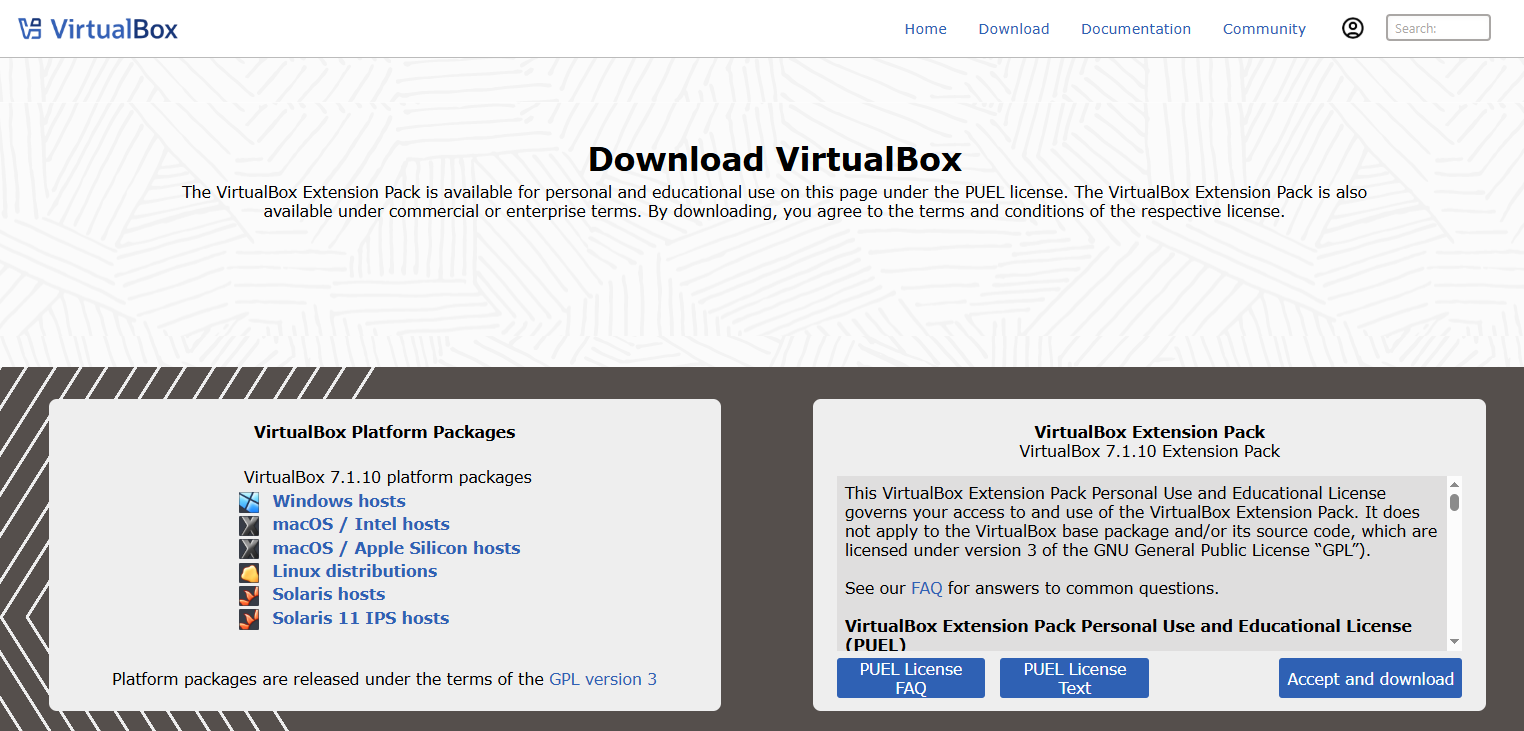 VirtualBox
Home
Download
Documentation
Community
Search:
Download VirtualBox
The VirtualBox Extension Pack is available for personal and educational use on this page under the PUEL license. The VirtualBox Extension Pack is also
available under commercial or enterprise terms. By downloading, you agree to the terms and conditions of the respective license.
VirtualBox Platform Packages
VirtualBox 7.1.10 platform packages
Windows hosts
macOS / Intel hosts
macOS / Apple Silicon hosts
Linux distributions
Solaris hosts
Solaris 11 IPS hosts
Platform packages are released under the terms of the GPL version 3
VirtualBox Extension Pack
VirtualBox 7.1.10 Extension Pack
This VirtualBox Extension Pack Personal Use and Educational License
governs your access to and use of the VirtualBox Extension Pack. It does
not apply to the VirtualBox base package and/or its source code, which are
licensed under version 3 of the GNU General Public License “GPL”).
See our FAQ for answers to common questions.
VirtualBox Extension Pack Personal Use and Educational License
(PUEL)
PUEL License
FAQ
PUEL License
Text
Accept and download